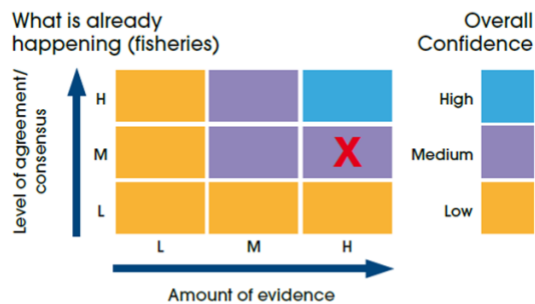 What is already
happening (fisheries)
Overall
Confidence
Level of agreement/
consensus
H
M
L
X
L
M
H
Amount of evidence
High
Medium
Low